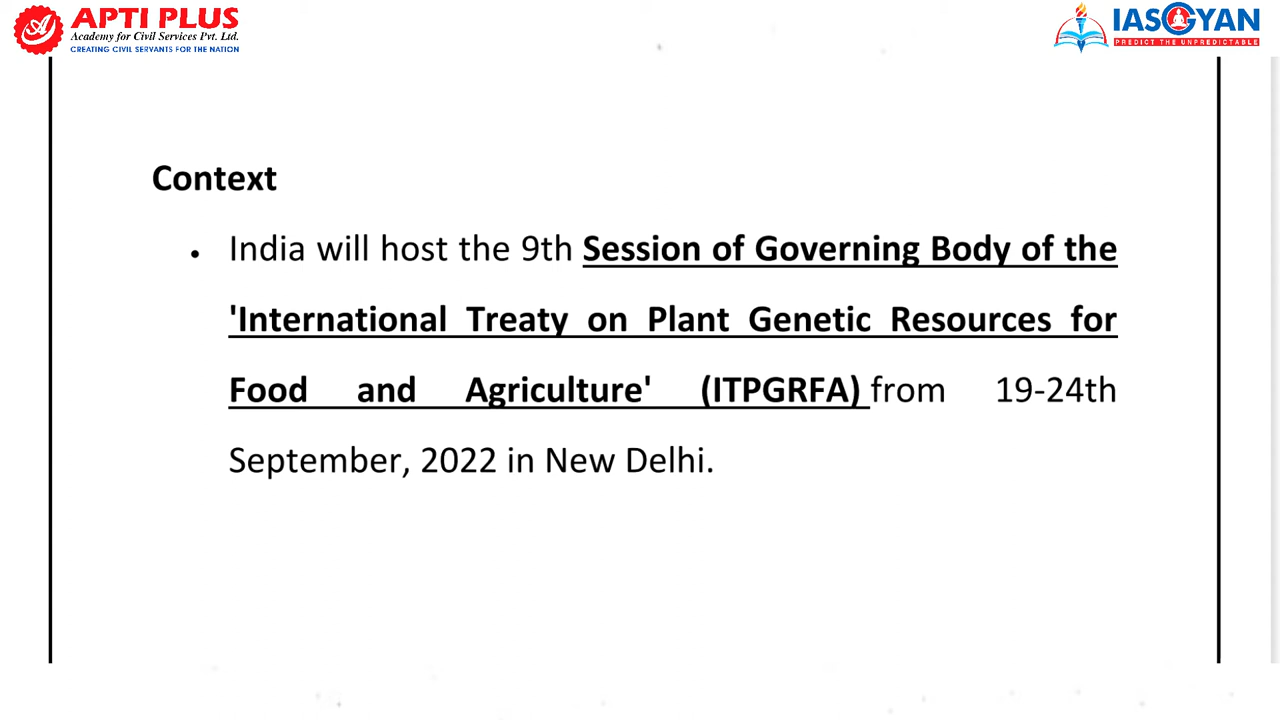 APTI PLUS
Academy for Civil Services Pvt. Ltd.
CREATING CIVIL SERVANTS FOR THE NATION
IASGYAN
PREDICT THE UNPREDICTABLE
Context
• India will host the 9th Session of Governing Body of the
'International Treaty on Plant Genetic Resources for
Food and Agriculture' (ITPGRFA) from 19-24th
September, 2022 in New Delhi.